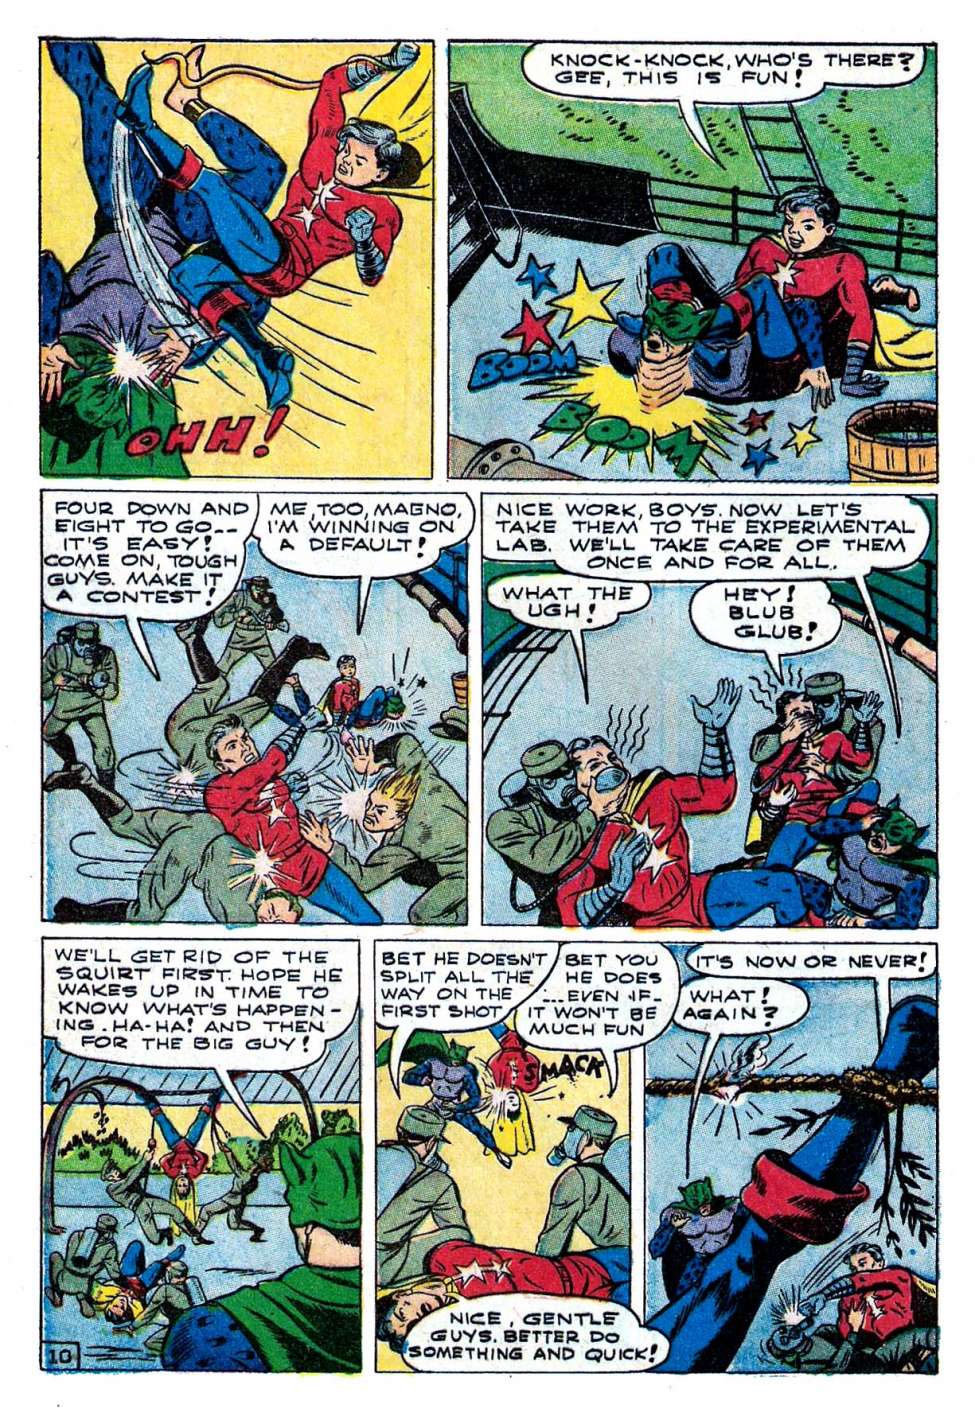 OHH!
KNOCK-KNOCK, WHO'S THERE?
GEE, THIS IS FUN!
BOOM
BOOM
FOUR DOWN AND
EIGHT TO GO--
IT'S EASY!
COME ON, TOUGH
GUYS. MAKE IT
A CONTEST!
ME, TOO, MAGNO,
I'M WINNING ON
A DEFAULT!
NICE WORK, BOYS. NOW LET'S
TAKE THEM TO THE EXPERIMENTAL
LAB. WE'LL TAKE CARE OF THEM
ONCE AND FOR ALL.
WHAT THE
UGH!
HEY!
BLUB
GLUB!
WE'LL GET RID OF THE
SQUIRT FIRST. HOPE HE
WAKES UP IN TIME TO
KNOW WHAT'S HAPPEN-
ING. HA-HA! AND THEN
FOR THE BIG GUY!
10
BET HE DOESN'T
SPLIT ALL THE
WAY ON THE
FIRST SHOT
BET YOU
HE DOES
...EVEN IF-
IT WON'T BE
MUCH FUN
SMACK
NICE, GENTLE
GUYS. BETTER DO
SOMETHING AND QUICK!
IT'S NOW OR NEVER!
WHAT!
AGAIN?